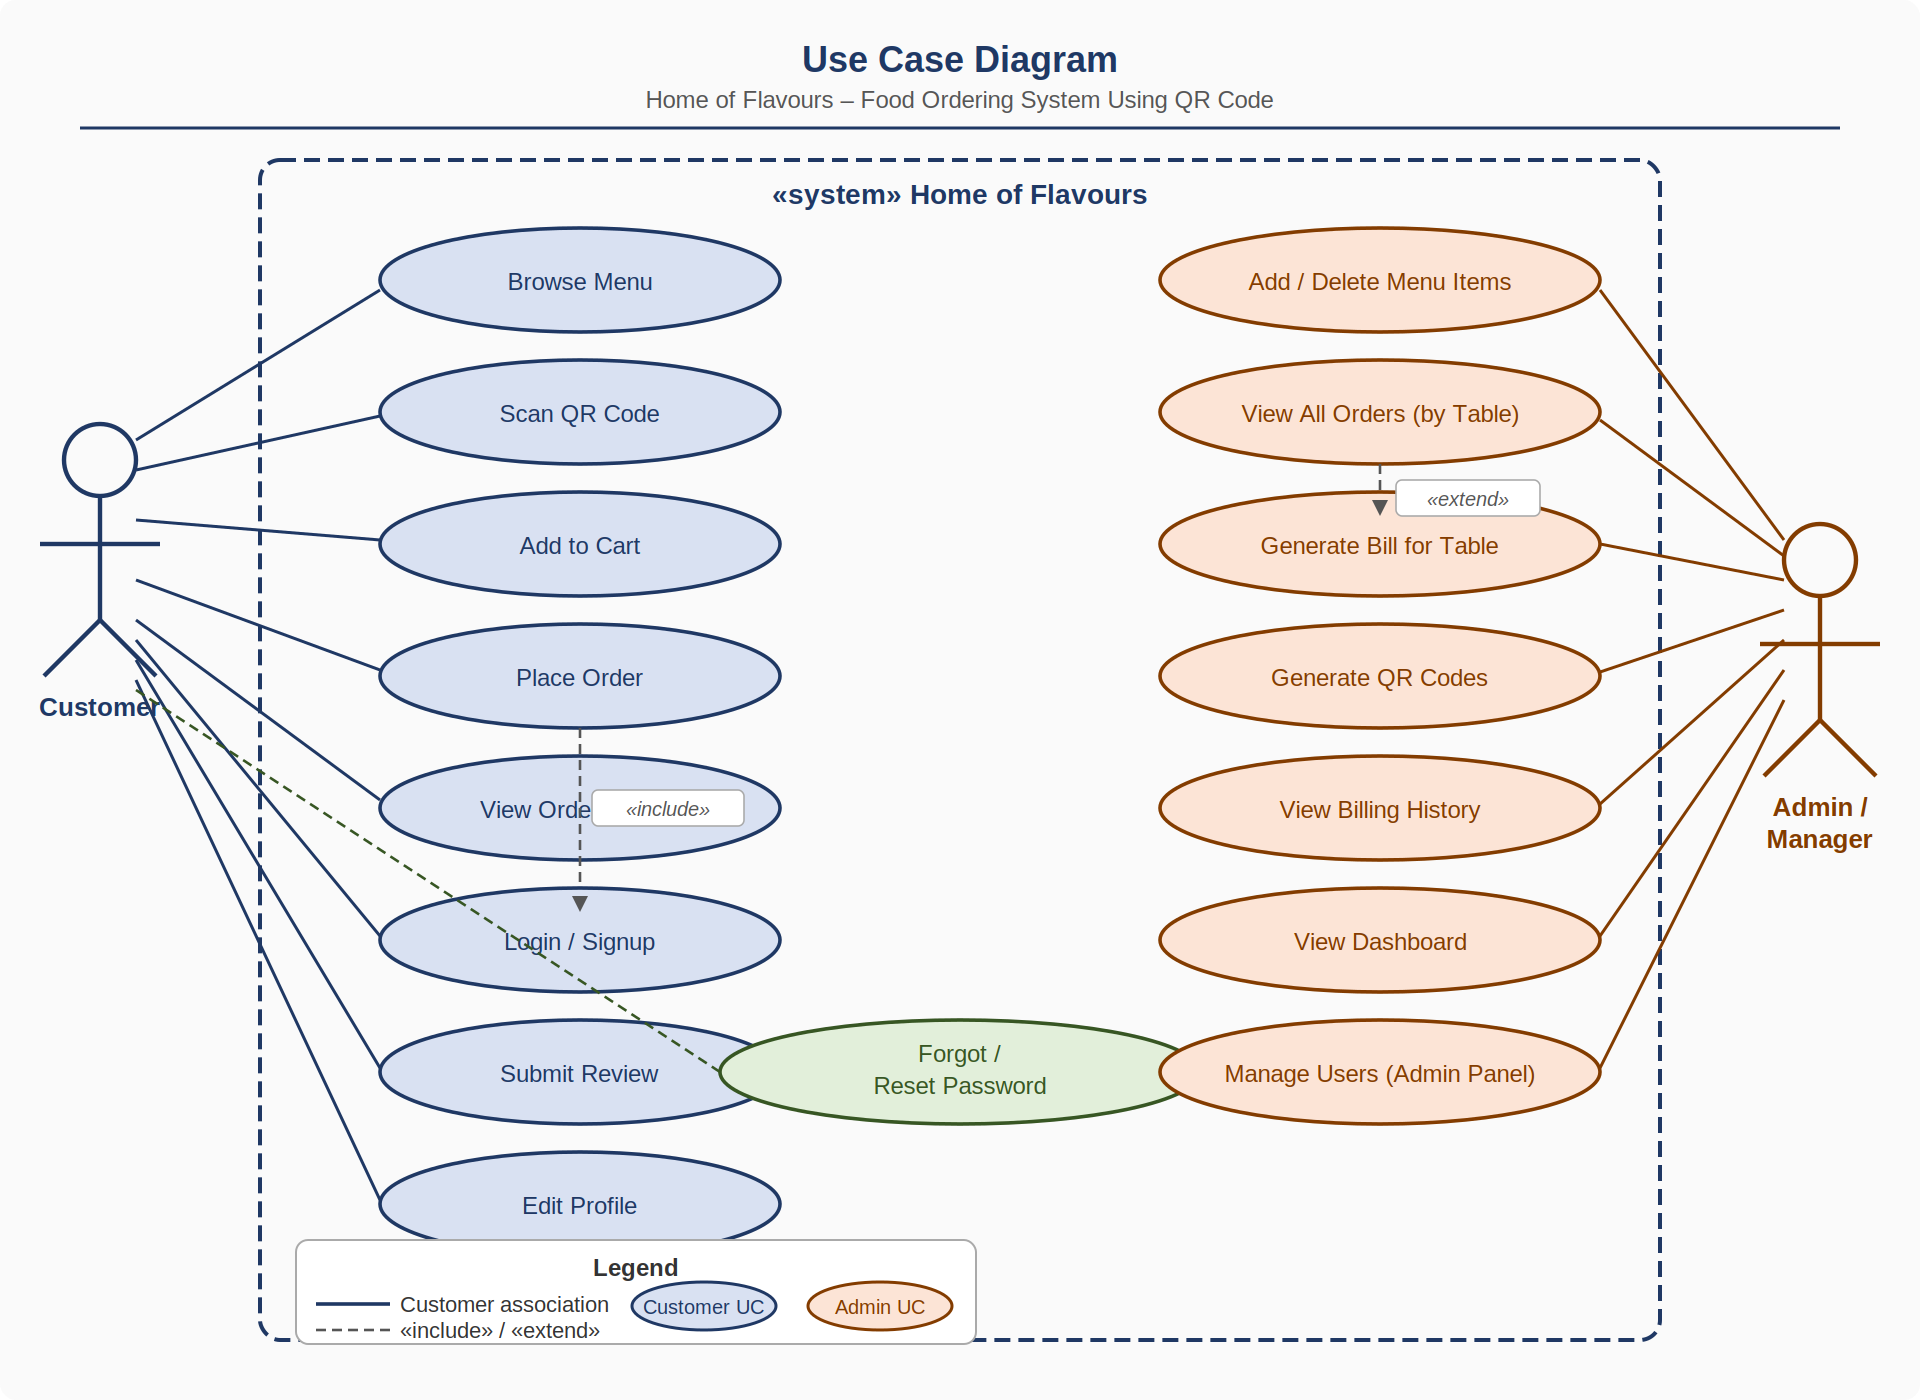 Use Case Diagram
Home of Flavours – Food Ordering System Using QR Code
«system» Home of Flavours
Browse Menu
Scan QR Code
Add to Cart
Place Order
View Orde
«include»
Login / Signup
Submit Review
Edit Profile
Customer
Forgot /
Reset Password
Add / Delete Menu Items
View All Orders (by Table)
«extend»
Generate Bill for Table
Generate QR Codes
View Billing History
View Dashboard
Manage Users (Admin Panel)
Admin /
Manager
Legend
Customer association
«include» / «extend»
Customer UC
Admin UC